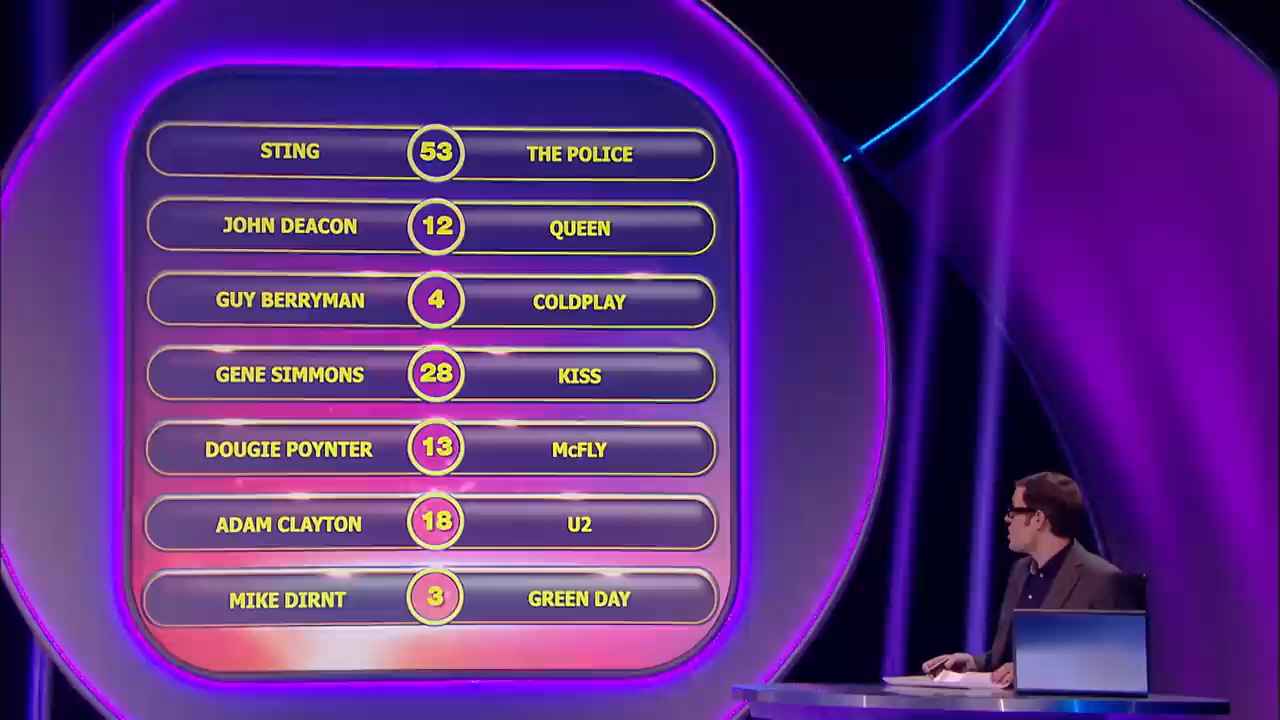 STING 53 THE POLICE
JOHN DEACON 12 QUEEN
GUY BERRYMAN 4 COLDPLAY
GENE SIMMONS 28 KISS
DOUGIE POYNTER 13 McFLY
ADAM CLAYTON 18 U2
MIKE DIRNT 3 GREEN DAY